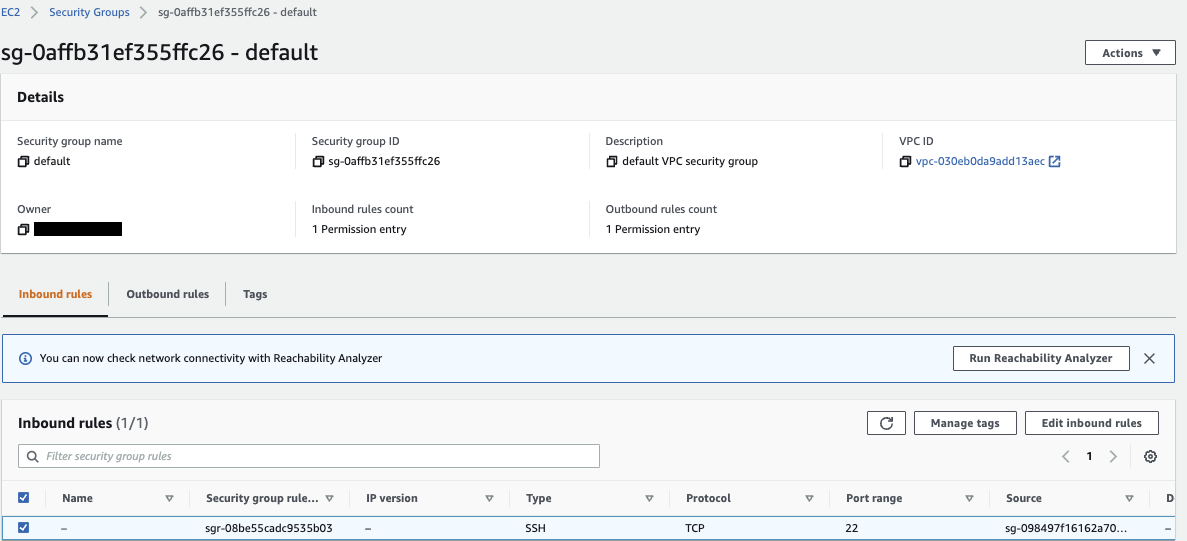 EC2 > Security Groups > sg-0affb31ef355ffc26 - default
sg-0affb31ef355ffc26 - default
Actions
Details
Security group name
default
Security group ID
sg-0affb31ef355ffc26
Description
default VPC security group
VPC ID
vpc-030eb0da9add13aec
Owner
Inbound rules count
1 Permission entry
Outbound rules count
1 Permission entry
Inbound rules Outbound rules Tags
You can now check network connectivity with Reachability Analyzer
Run Reachability Analyzer
Inbound rules (1/1)
Manage tags
Edit inbound rules
Filter security group rules
1
Name Security group rule... IP version Type Protocol Port range Source D
– sgr-08be55cadc9535b03 – SSH TCP 22 sg-098497f16162a70... –